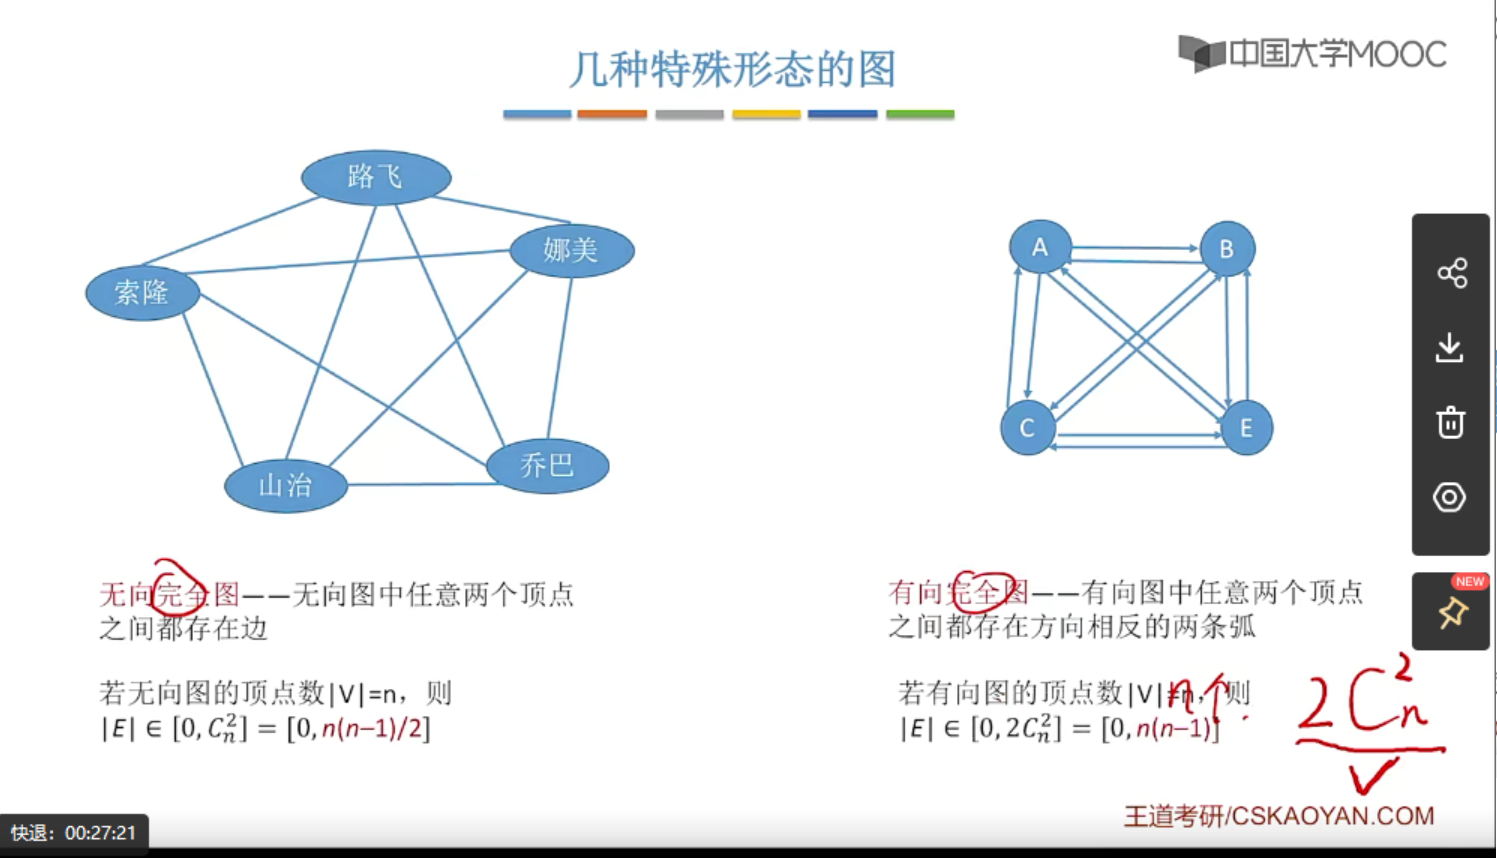 几种特殊形态的图
中国大学MOOC
路飞
娜美
索隆
山治
乔巴
A
B
C
E
NEW
无向完全图——无向图中任意两个顶点
之间都存在边
若无向图的顶点数|V|=n，则
|E| ∈ [0, C_n^2] = [0, n(n–1)/2]
有向完全图——有向图中任意两个顶点
之间都存在方向相反的两条弧
若有向图的顶点数|V|=n，则
|E| ∈ [0, 2C_n^2] = [0, n(n–1)]
n个.
2C_n^2
王道考研/CSKAOYAN.COM
快退：00:27:21